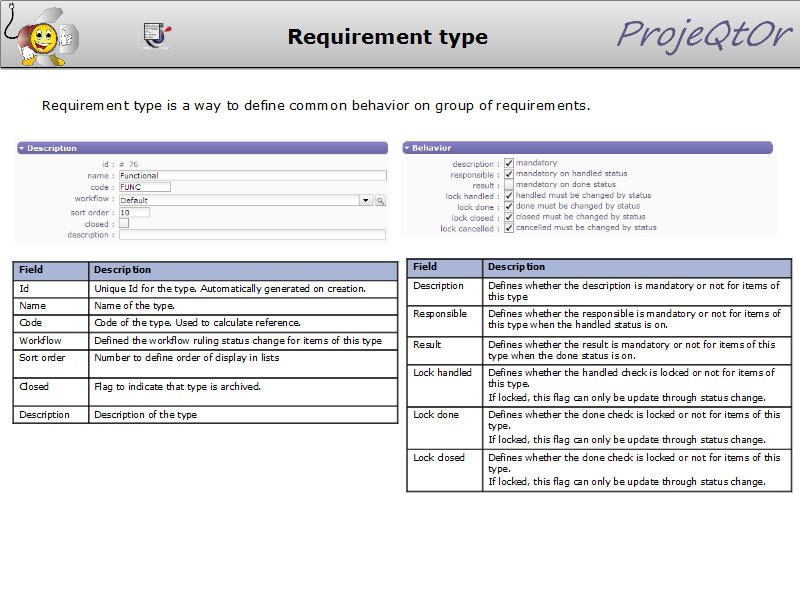 Requirement type
ProjeQtOr
Requirement type is a way to define common behavior on group of requirements.
Description
id : # 76
name : Functional
code : FUNC
workflow : Default
sort order : 10
closed :
description :
Behavior
description : mandatory
responsible : mandatory on handled status
result : mandatory on done status
lock handled : handled must be changed by status
lock done : done must be changed by status
lock closed : closed must be changed by status
lock cancelled : cancelled must be changed by status
Field Description
Id Unique Id for the type. Automatically generated on creation.
Name Name of the type.
Code Code of the type. Used to calculate reference.
Workflow Defined the workflow ruling status change for items of this type
Sort order Number to define order of display in lists
Closed Flag to indicate that type is archived.
Description Description of the type
Field Description
Description Defines whether the description is mandatory or not for items of
this type
Responsible Defines whether the responsible is mandatory or not for items of
this type when the handled status is on.
Result Defines whether the result is mandatory or not for items of this
type when the done status is on.
Lock handled Defines whether the handled check is locked or not for items of
this type.
If locked, this flag can only be update through status change.
Lock done Defines whether the done check is locked or not for items of this
type.
If locked, this flag can only be update through status change.
Lock closed Defines whether the done check is locked or not for items of this
type.
If locked, this flag can only be update through status change.